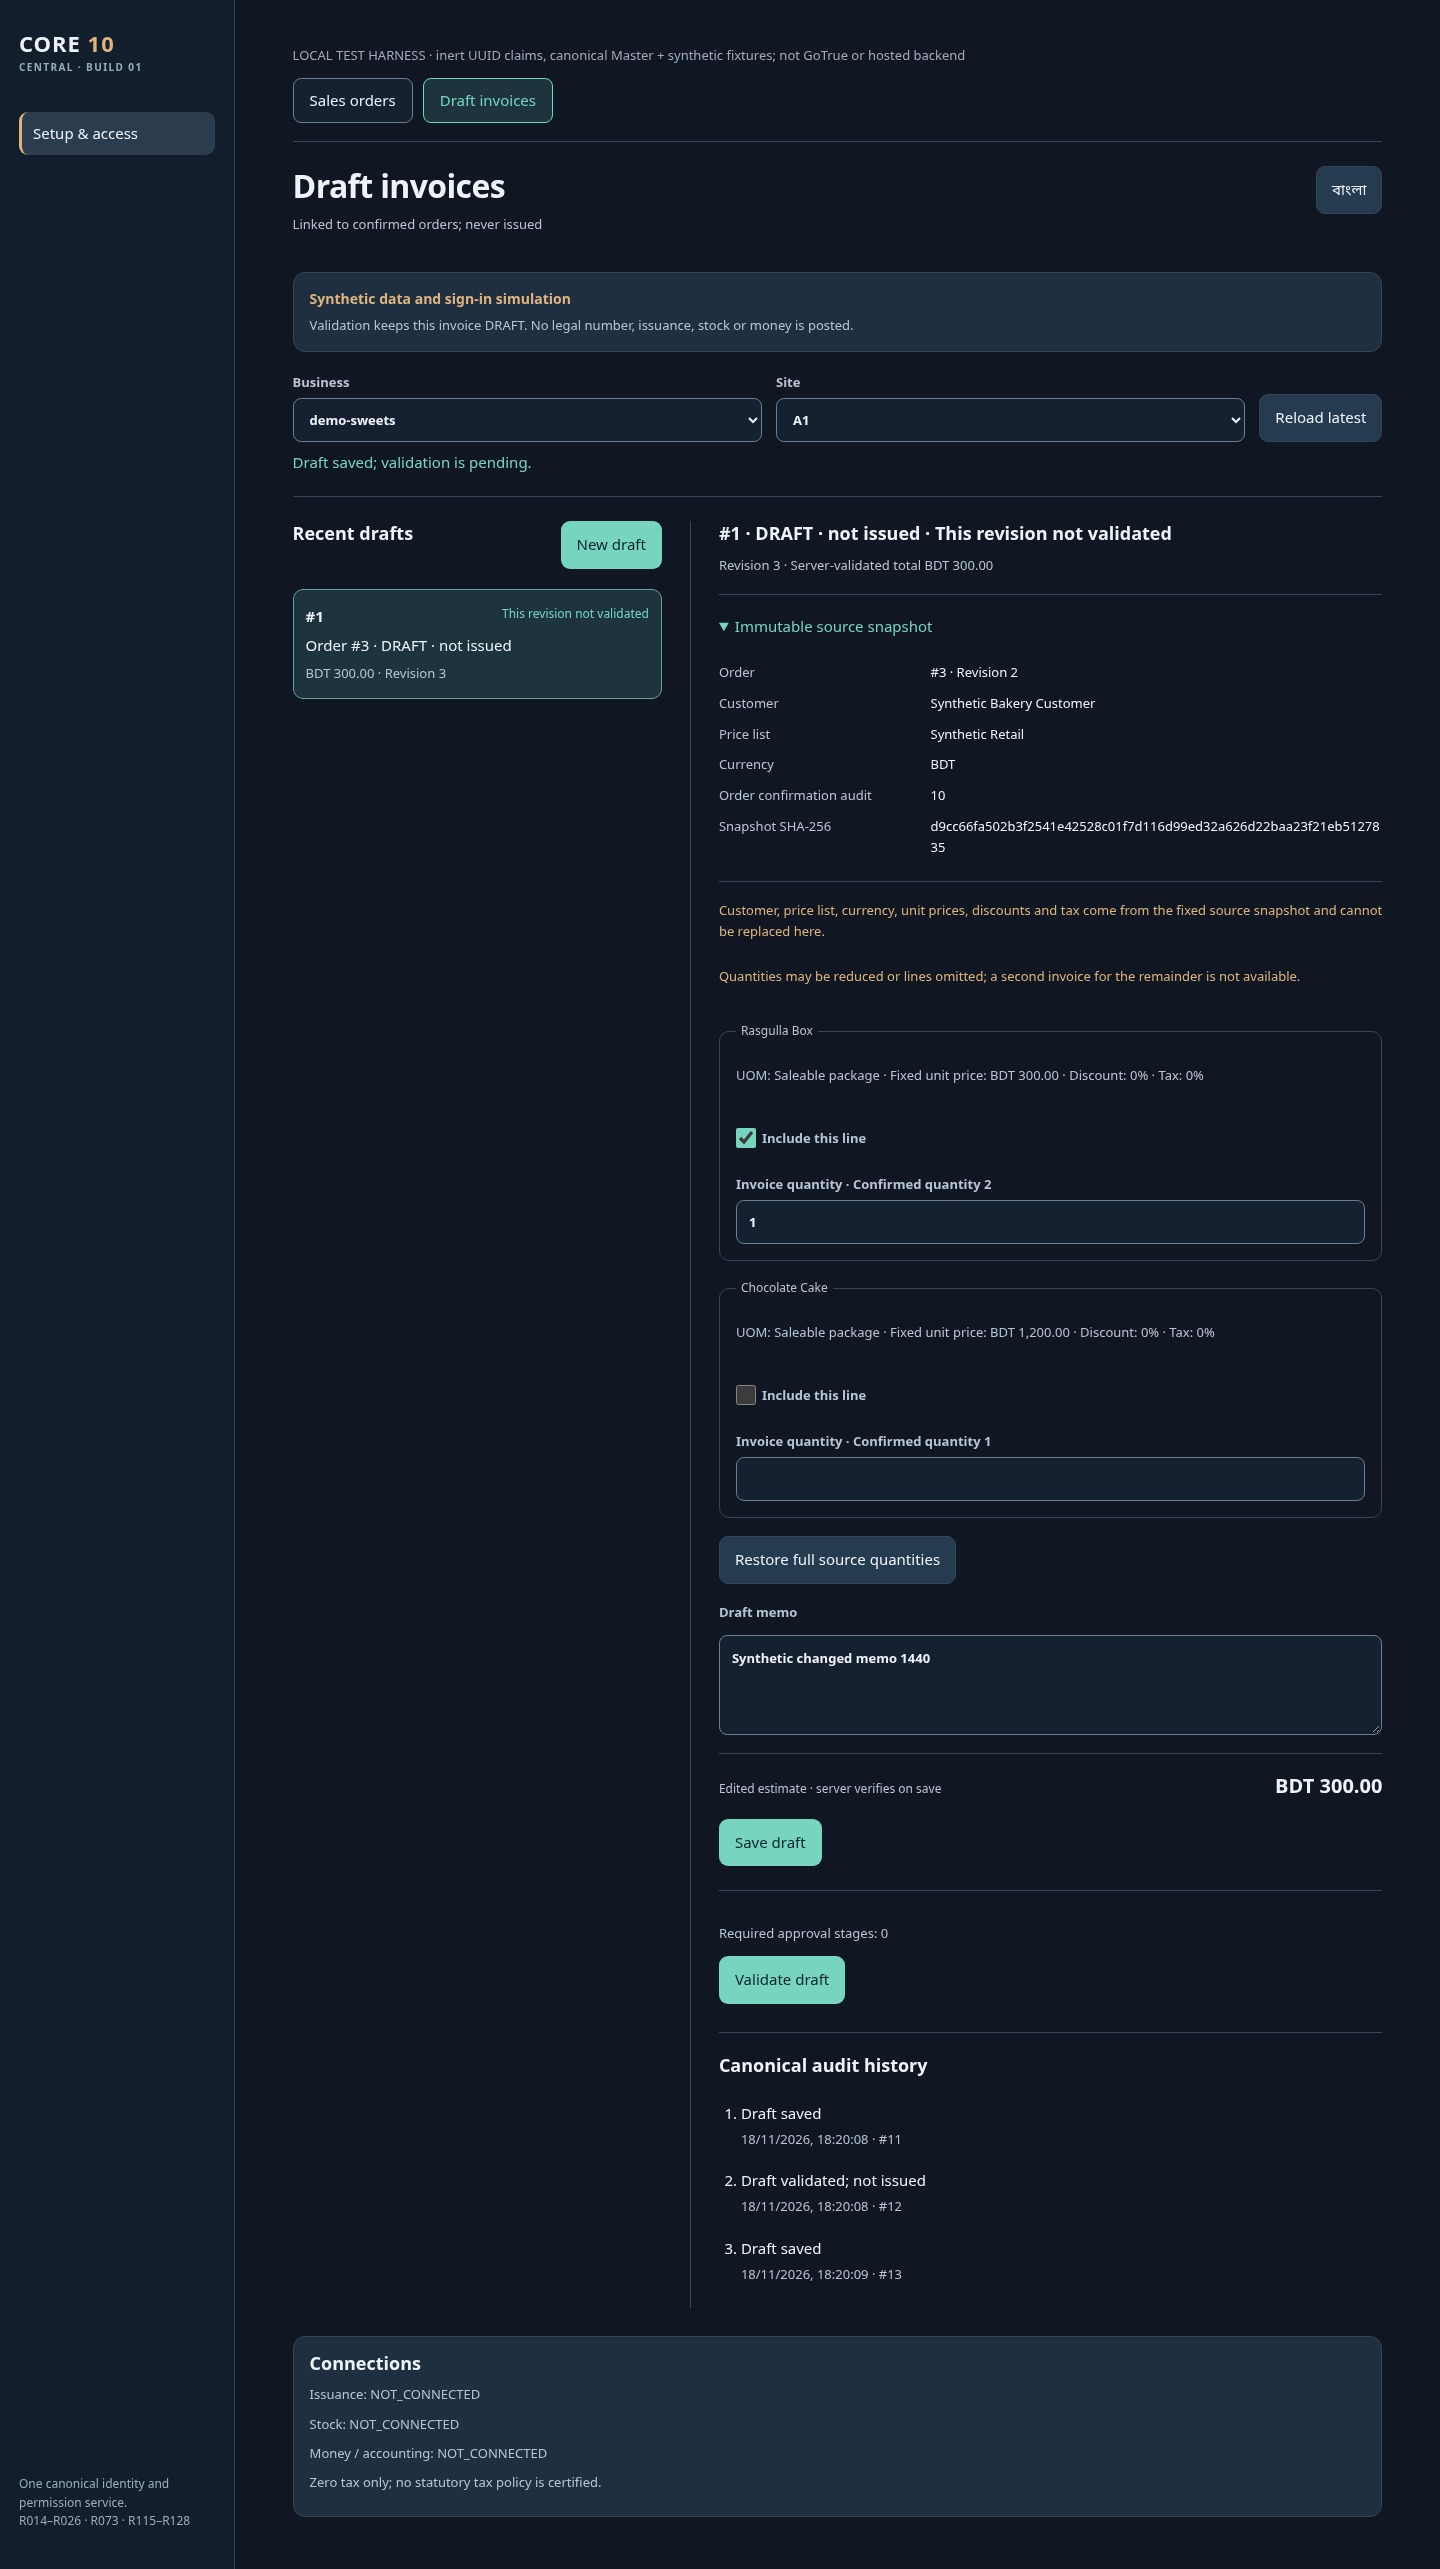 CORE 10
CENTRAL · BUILD 01
Setup & access
LOCAL TEST HARNESS · inert UUID claims, canonical Master + synthetic fixtures; not GoTrue or hosted backend
Sales orders
Draft invoices
Draft invoices
বাংলা
Linked to confirmed orders; never issued
Synthetic data and sign-in simulation
Validation keeps this invoice DRAFT. No legal number, issuance, stock or money is posted.
Business
Site
demo-sweets
A1
Reload latest
Draft saved; validation is pending.
Recent drafts
New draft
#1
This revision not validated
Order #3 · DRAFT · not issued
BDT 300.00 · Revision 3
#1 · DRAFT · not issued · This revision not validated
Revision 3 · Server-validated total BDT 300.00
▼ Immutable source snapshot
Order #3 · Revision 2
Customer Synthetic Bakery Customer
Price list Synthetic Retail
Currency BDT
Order confirmation audit 10
Snapshot SHA-256 d9cc66fa502b3f2541e42528c01f7d116d99ed32a626d22baa23f21eb51278
35
Customer, price list, currency, unit prices, discounts and tax come from the fixed source snapshot and cannot
be replaced here.
Quantities may be reduced or lines omitted; a second invoice for the remainder is not available.
Rasgulla Box
UOM: Saleable package · Fixed unit price: BDT 300.00 · Discount: 0% · Tax: 0%
Include this line
Invoice quantity · Confirmed quantity 2
1
Chocolate Cake
UOM: Saleable package · Fixed unit price: BDT 1,200.00 · Discount: 0% · Tax: 0%
Include this line
Invoice quantity · Confirmed quantity 1
Restore full source quantities
Draft memo
Synthetic changed memo 1440
Edited estimate · server verifies on save
BDT 300.00
Save draft
Required approval stages: 0
Validate draft
Canonical audit history
1. Draft saved
18/11/2026, 18:20:08 · #11
2. Draft validated; not issued
18/11/2026, 18:20:08 · #12
3. Draft saved
18/11/2026, 18:20:09 · #13
Connections
Issuance: NOT_CONNECTED
Stock: NOT_CONNECTED
Money / accounting: NOT_CONNECTED
Zero tax only; no statutory tax policy is certified.
One canonical identity and
permission service.
R014–R026 · R073 · R115–R128